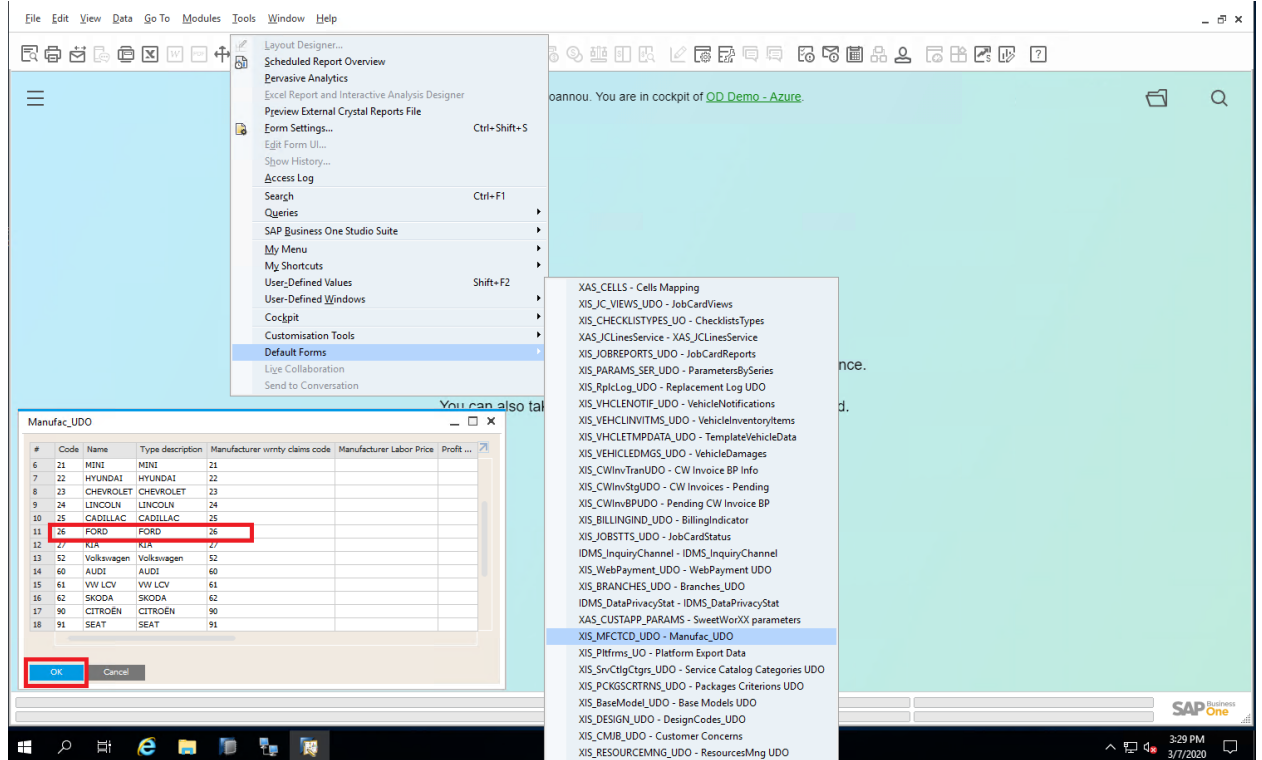 File Edit View Data Go To Modules Tools Window Help
Layout Designer...
Scheduled Report Overview
Pervasive Analytics
Excel Report and Interactive Analysis Designer
Preview External Crystal Reports File
Form Settings... Ctrl+Shift+S
Edit Form UI...
Show History...
Access Log
Search Ctrl+F1
Queries
SAP Business One Studio Suite
My Menu
My Shortcuts
User-Defined Values Shift+F2
User-Defined Windows
Cockpit
Customisation Tools
Default Forms
Live Collaboration
Send to Conversation
oannou. You are in cockpit of OD Demo - Azure.
nce.
You can also tak
d.
XAS_CELLS - Cells Mapping
XIS_JC_VIEWS_UDO - JobCardViews
XIS_CHECKLISTYPES_UO - ChecklistsTypes
XAS_JCLinesService - XAS_JCLinesService
XIS_JOBREPORTS_UDO - JobCardReports
XIS_PARAMS_SER_UDO - ParametersBySeries
XIS_RplcLog_UDO - Replacement Log UDO
XIS_VHCLENOTIF_UDO - VehicleNotifications
XIS_VEHCLINVITMS_UDO - VehicleInventoryItems
XIS_VHCLETMPDATA_UDO - TemplateVehicleData
XIS_VEHICLEDMGS_UDO - VehicleDamages
XIS_CWInvTranUDO - CW Invoice BP Info
XIS_CWInvStgUDO - CW Invoices - Pending
XIS_CWInvBPUDO - Pending CW Invoice BP
XIS_BILLINGIND_UDO - BillingIndicator
XIS_JOBSTTS_UDO - JobCardStatus
IDMS_InquiryChannel - IDMS_InquiryChannel
XIS_WebPayment_UDO - WebPayment UDO
XIS_BRANCHES_UDO - Branches_UDO
IDMS_DataPrivacyStat - IDMS_DataPrivacyStat
XAS_CUSTAPP_PARAMS - SweetWorXX parameters
XIS_MFCTCD_UDO - Manufac_UDO
XIS_Pltfrms_UO - Platform Export Data
XIS_SrvCtlgCtgrs_UDO - Service Catalog Categories UDO
XIS_PCKGSCRTRNS_UDO - Packages Criterions UDO
XIS_BaseModel_UDO - Base Models UDO
XIS_DESIGN_UDO - DesignCodes_UDO
XIS_CMJB_UDO - Customer Concerns
XIS_RESOURCEMNG_UDO - ResourcesMng UDO
Manufac_UDO
# Code Name Type description Manufacturer wrnty claims code Manufacturer Labor Price Profit ...
6 21 MINI MINI 21
7 22 HYUNDAI HYUNDAI 22
8 23 CHEVROLET CHEVROLET 23
9 24 LINCOLN LINCOLN 24
10 25 CADILLAC CADILLAC 25
11 26 FORD FORD 26
12 27 KIA KIA 27
13 52 Volkswagen Volkswagen 52
14 60 AUDI AUDI 60
15 61 VW LCV VW LCV 61
16 62 SKODA SKODA 62
17 90 CITROËN CITROËN 90
18 91 SEAT SEAT 91
OK Cancel
SAP Business One
3:29 PM
3/7/2020